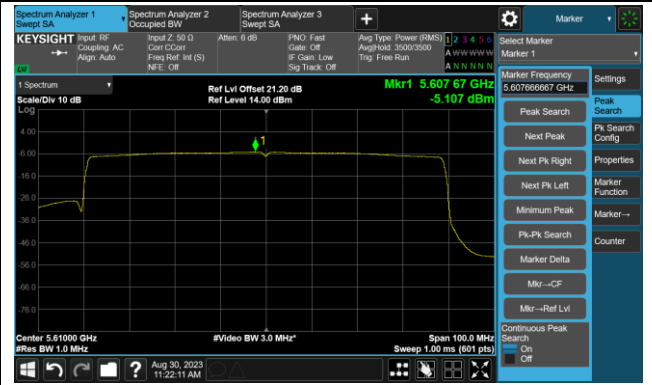 Spectrum Analyzer 1
Swept SA
Spectrum Analyzer 2
Occupied BW
Spectrum Analyzer 3
Swept SA
Marker
KEYSIGHT
Input: RF
Coupling: AC
Align: Auto
Input Z: 50 Ω
Corr CCorr
Freq Ref: Int (S)
NFE: Off
Atten: 6 dB
PNO: Fast
Gate: Off
IF Gain: Low
Sig Track: Off
Avg Type: Power (RMS)
Avg|Hold: 3500/3500
Trig: Free Run
1 2 3 4 5 6
A W W W W W
A N N N N N
Select Marker
Marker 1
1 Spectrum
Scale/Div 10 dB
Log
Ref Lvl Offset 21.20 dB
Ref Level 14.00 dBm
Mkr1 5.607 67 GHz
-5.107 dBm
4.00
-6.00
-16.0
-26.0
-36.0
-46.0
-56.0
-66.0
-76.0
1
Center 5.61000 GHz
#Res BW 1.0 MHz
#Video BW 3.0 MHz*
Span 100.0 MHz
Sweep 1.00 ms (601 pts)
Marker Frequency
5.607666667 GHz
Peak Search
Next Peak
Next Pk Right
Next Pk Left
Minimum Peak
Pk-Pk Search
Marker Delta
Mkr→CF
Mkr→Ref Lvl
Continuous Peak
Search
On
Off
Settings
Peak
Search
Pk Search
Config
Properties
Marker
Function
Marker→
Counter
Aug 30, 2023
11:22:11 AM